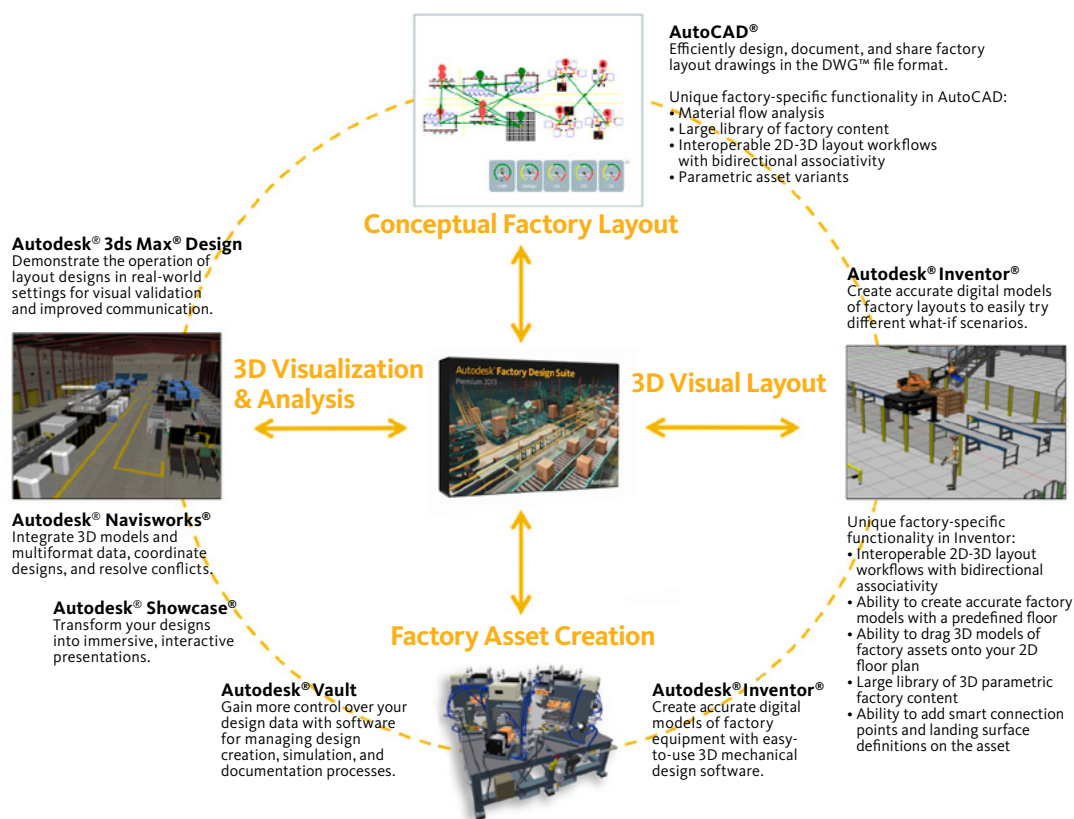 AutoCAD®
Efficiently design, document, and share factory
layout drawings in the DWG™ file format.
Unique factory-specific functionality in AutoCAD:
• Material flow analysis
• Large library of factory content
• Interoperable 2D-3D layout workflows
with bidirectional associativity
• Parametric asset variants
Conceptual Factory Layout
Autodesk® 3ds Max® Design
Demonstrate the operation of
layout designs in real-world
settings for visual validation
and improved communication.
Autodesk® Inventor®
Create accurate digital models
of factory layouts to easily try
different what-if scenarios.
3D Visualization
& Analysis
Autodesk® Factory Design Suite
Premium 2013
Autodesk
3D Visual Layout
Autodesk® Navisworks®
Integrate 3D models and
multiformat data, coordinate
designs, and resolve conflicts.
Autodesk® Showcase®
Transform your designs
into immersive, interactive
presentations.
Unique factory-specific
functionality in Inventor:
• Interoperable 2D-3D layout
workflows with bidirectional
associativity
• Ability to create accurate factory
models with a predefined floor
• Ability to drag 3D models of
factory assets onto your 2D
floor plan
• Large library of 3D parametric
factory content
• Ability to add smart connection
points and landing surface
definitions on the asset
Factory Asset Creation
Autodesk® Vault
Gain more control over your
design data with software
for managing design
creation, simulation, and
documentation processes.
Autodesk® Inventor®
Create accurate digital
models of factory
equipment with easy-
to-use 3D mechanical
design software.